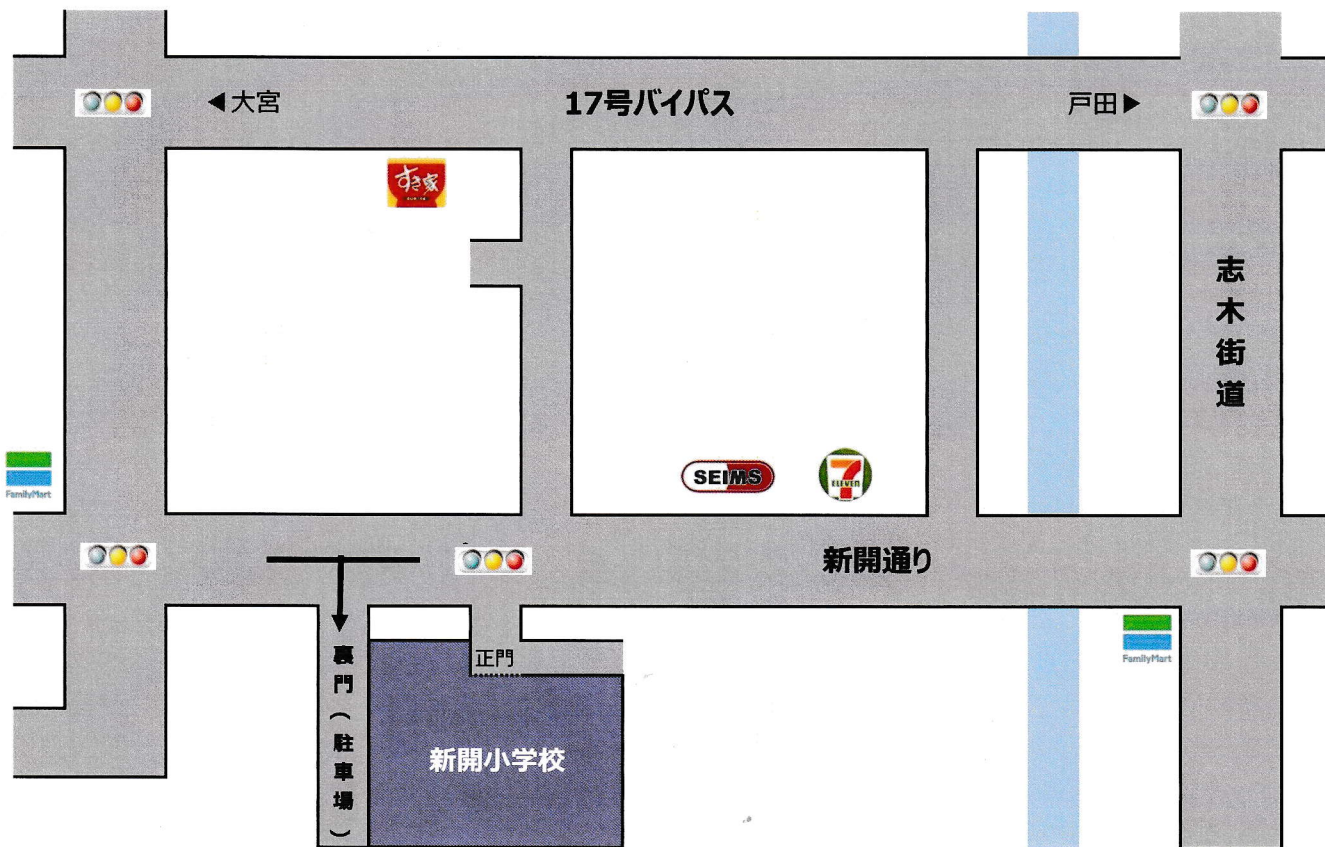 ◀大宮
17号バイパス
戸田▶
すき家
志木街道
FamilyMart
SEIMS
7
ELEVEN
新開通り
FamilyMart
正門
裏門(駐車場)
新開小学校